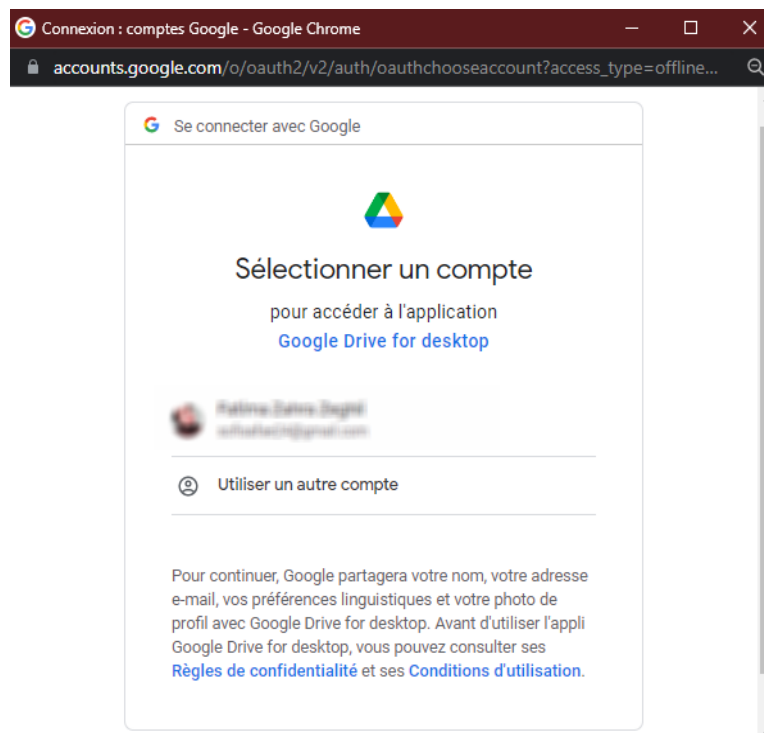 Connexion : comptes Google - Google Chrome
accounts.google.com/o/oauth2/v2/auth/oauthchooseaccount?access_type=offline...
Se connecter avec Google
Sélectionner un compte
pour accéder à l'application
Google Drive for desktop
Utiliser un autre compte
Pour continuer, Google partagera votre nom, votre adresse
e-mail, vos préférences linguistiques et votre photo de
profil avec Google Drive for desktop. Avant d'utiliser l'appli
Google Drive for desktop, vous pouvez consulter ses
Règles de confidentialité et ses Conditions d'utilisation.